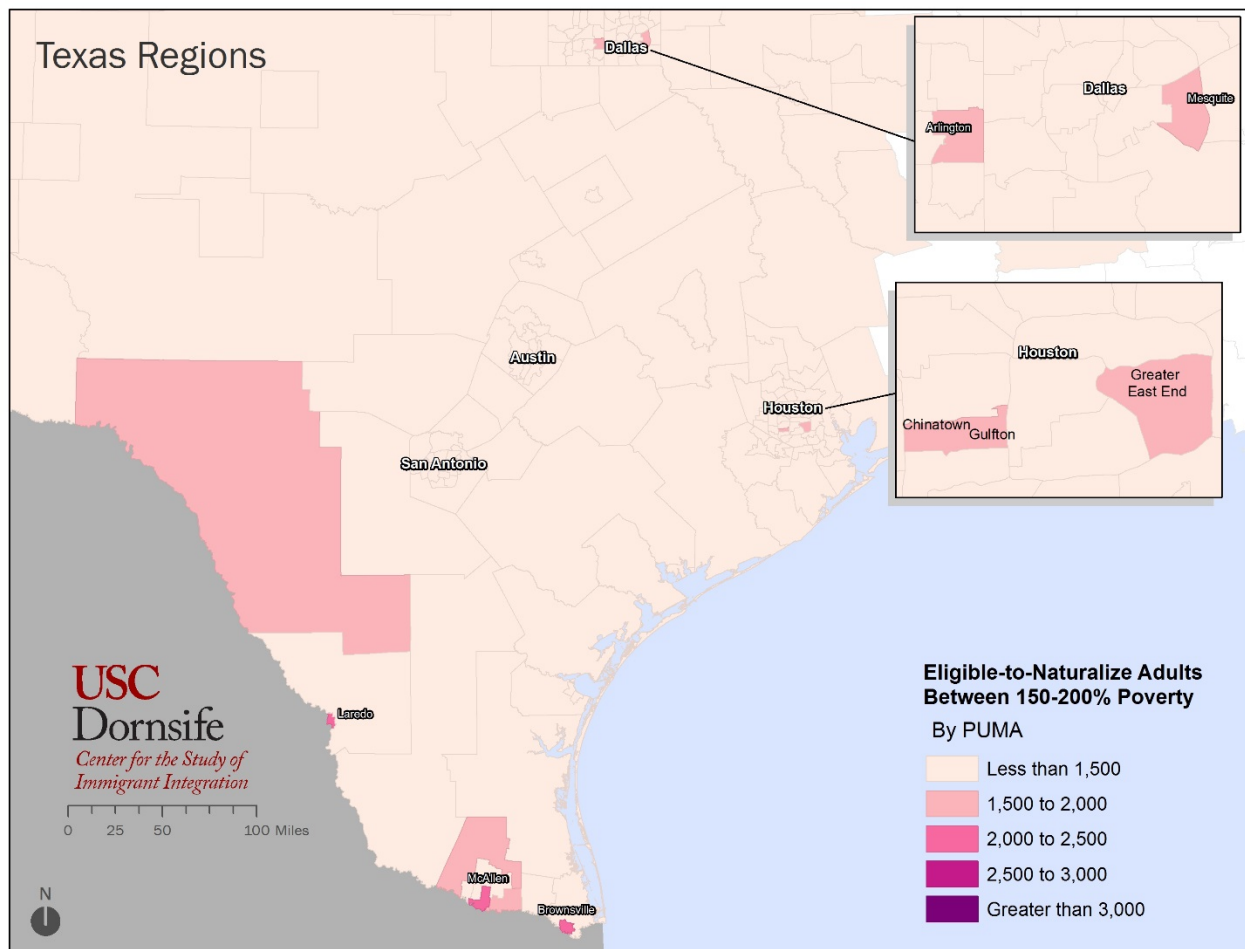 Texas Regions
Dallas
Dallas
Mesquite
Arlington
Houston
Greater
East End
Chinatown
Gulfton
Austin
Houston
San Antonio
Laredo
McAllen
Brownsville
USC
Dornsife
Center for the Study of
Immigrant Integration
0 25 50 100 Miles
N
Eligible-to-Naturalize Adults
Between 150-200% Poverty
By PUMA
Less than 1,500
1,500 to 2,000
2,000 to 2,500
2,500 to 3,000
Greater than 3,000